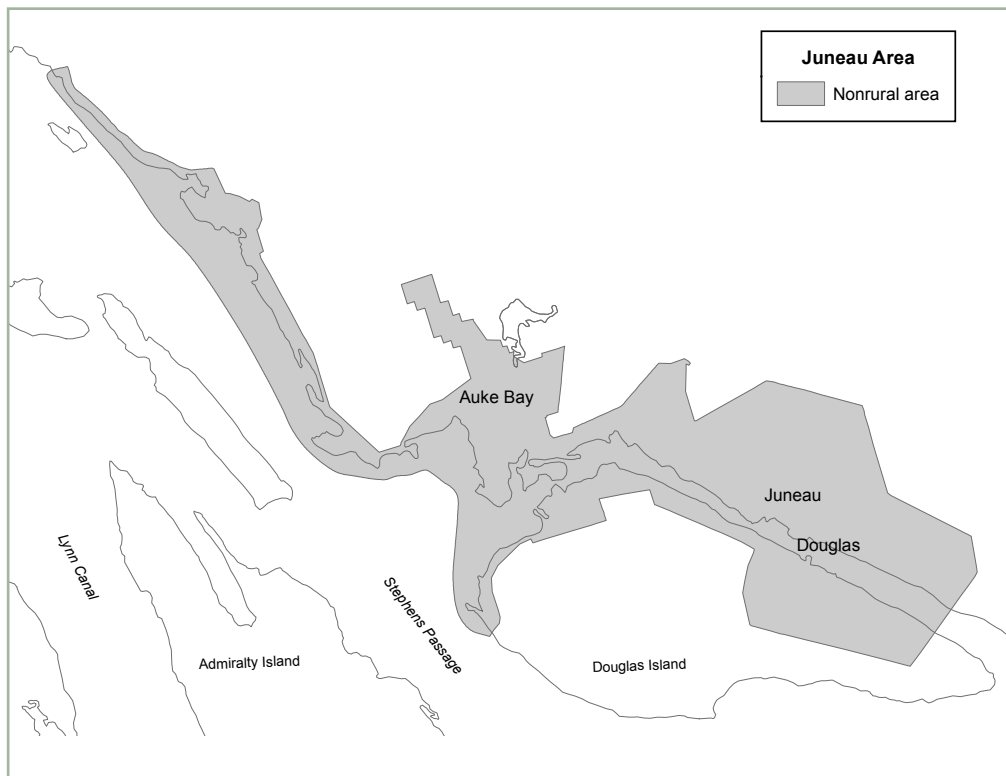 Juneau Area
Nonrural area
Auke Bay
Juneau
Douglas
Lynn Canal
Stephens Passage
Admiralty Island
Douglas Island